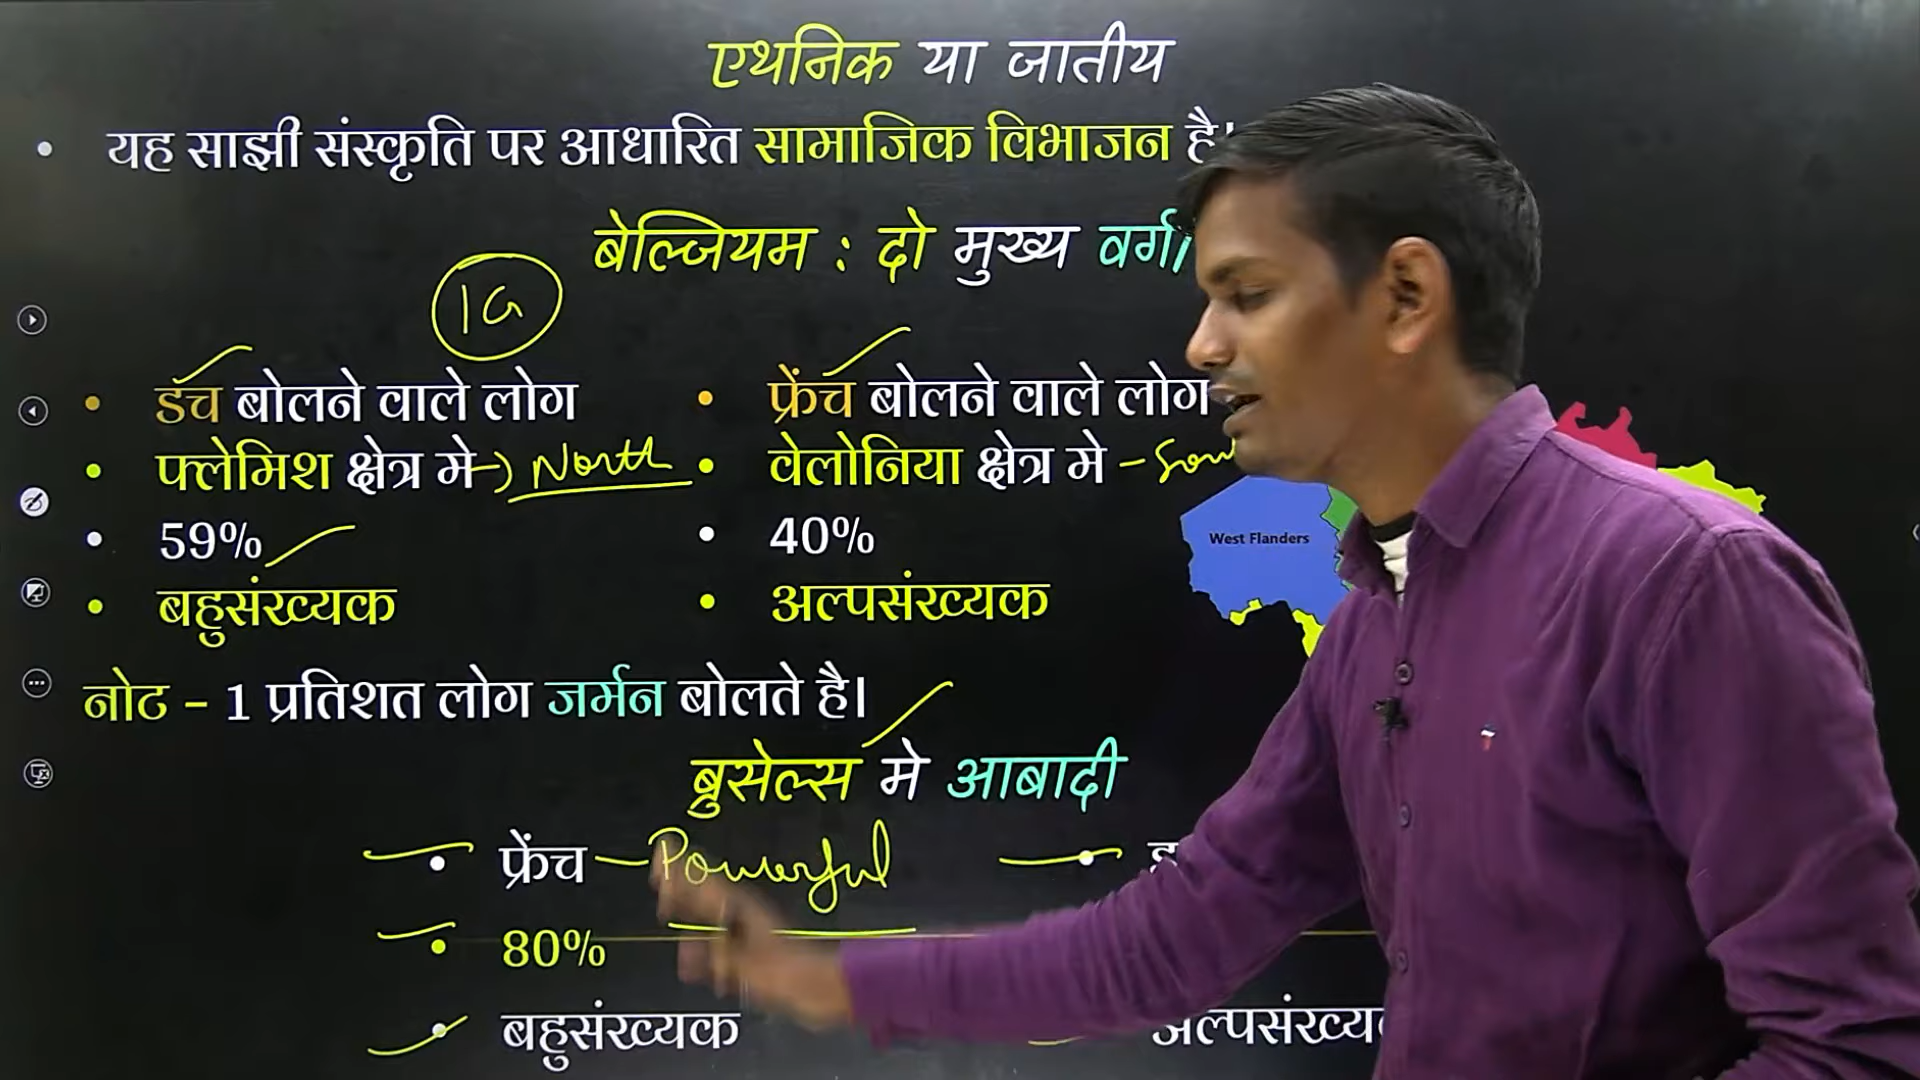 एथनिक या जातीय
• यह साझी संस्कृति पर आधारित सामाजिक विभाजन है।
बेल्जियम : दो मुख्य वर्ग।
• डच बोलने वाले लोग
• फ्लेमिश क्षेत्र मे → North
• 59%
• बहुसंख्यक
• फ्रेंच बोलने वाले लोग
• वेलोनिया क्षेत्र मे -
• 40%
• अल्पसंख्यक
West Flanders
नोट – 1 प्रतिशत लोग जर्मन बोलते है।
ब्रुसेल्स मे आबादी
• फ्रेंच – Powerful
• 80%
• बहुसंख्यक